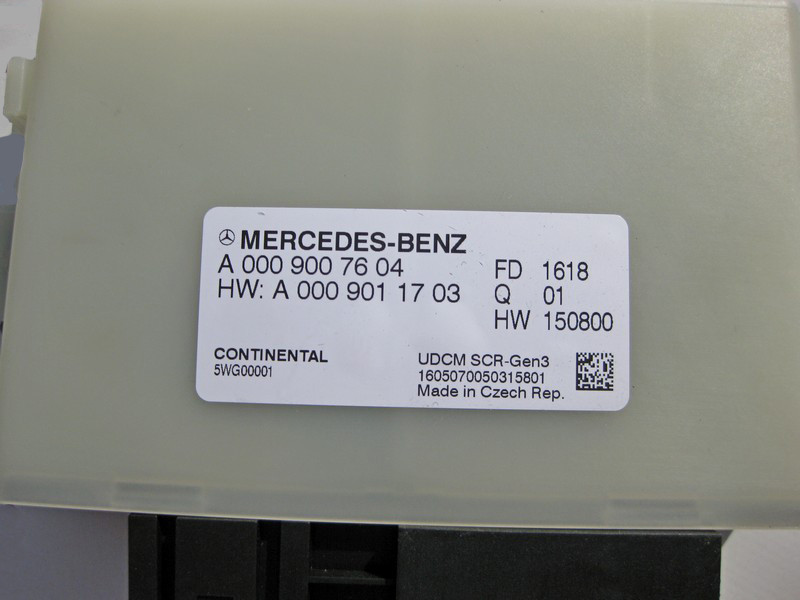 MERCEDES-BENZ
A 000 900 76 04
HW: A 000 901 17 03
FD 1618
Q 01
HW 150800
CONTINENTAL
5WG00001
UDCM SCR-Gen3
1605070050315801
Made in Czech Rep.